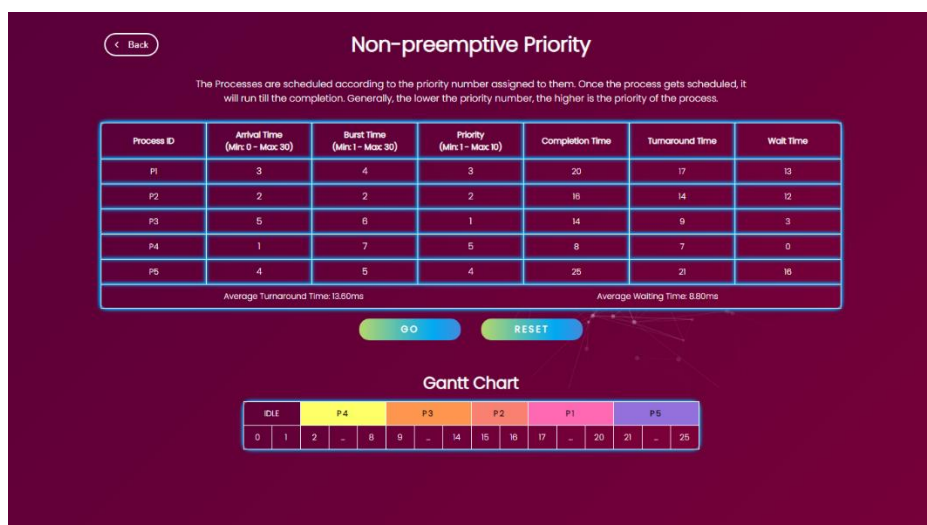 < Back
Non-preemptive Priority
The Processes are scheduled according to the priority number assigned to them. Once the process gets scheduled, it
will run till the completion. Generally, the lower the priority number, the higher is the priority of the process.
Process ID Arrival Time (Min: 0 - Max: 30) Burst Time (Min: 1 - Max: 30) Priority (Min: 1 - Max: 10) Completion Time Turnaround Time Wait Time
P1 3 4 3 20 17 13
P2 2 2 2 16 14 12
P3 5 6 1 14 9 3
P4 1 7 5 8 7 0
P5 4 5 4 25 21 16
Average Turnaround Time: 13.60ms Average Waiting Time: 8.80ms
GO RESET
Gantt Chart
IDLE P4 P3 P2 P1 P5
0 1 2 _ 8 9 _ 14 15 16 17 _ 20 21 _ 25